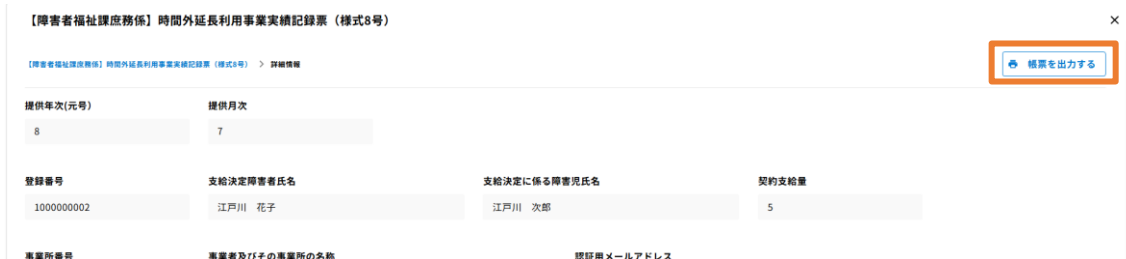 【障害者福祉課庶務係】時間外延長利用事業実績記録票（様式8号）
×
【障害者福祉課庶務係】時間外延長利用事業実績記録票（様式8号） > 詳細情報
帳票を出力する
提供年次(元号) 提供月次
8 7
登録番号 支給決定障害者氏名 支給決定に係る障害児氏名 契約支給量
1000000002 江戸川　花子 江戸川　次郎 5
事業所番号 事業者及びその事業所の名称 認証用メールアドレス